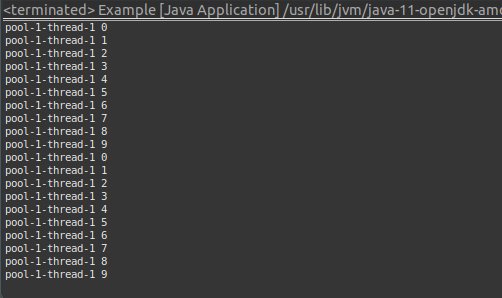 <terminated> Example [Java Application] /usr/lib/jvm/java-11-openjdk-amd
pool-1-thread-1 0
pool-1-thread-1 1
pool-1-thread-1 2
pool-1-thread-1 3
pool-1-thread-1 4
pool-1-thread-1 5
pool-1-thread-1 6
pool-1-thread-1 7
pool-1-thread-1 8
pool-1-thread-1 9
pool-1-thread-1 0
pool-1-thread-1 1
pool-1-thread-1 2
pool-1-thread-1 3
pool-1-thread-1 4
pool-1-thread-1 5
pool-1-thread-1 6
pool-1-thread-1 7
pool-1-thread-1 8
pool-1-thread-1 9